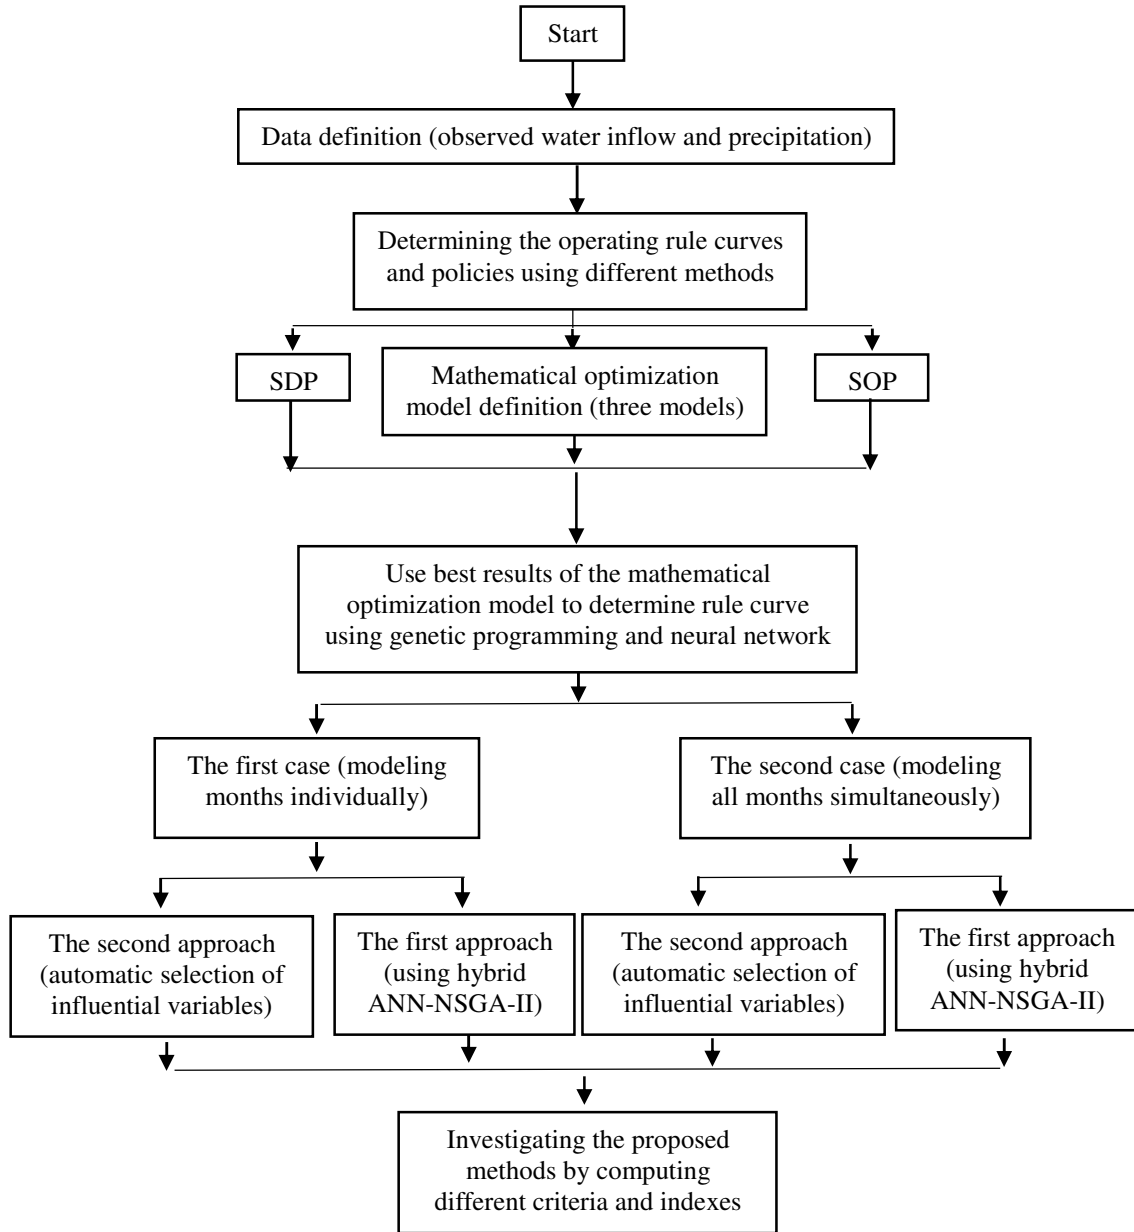 Start
Data definition (observed water inflow and precipitation)
Determining the operating rule curves
and policies using different methods
SDP
Mathematical optimization
model definition (three models)
SOP
Use best results of the mathematical
optimization model to determine rule curve
using genetic programming and neural network
The first case (modeling
months individually)
The second case (modeling
all months simultaneously)
The second approach
(automatic selection of
influential variables)
The first approach
(using hybrid
ANN-NSGA-II)
The second approach
(automatic selection of
influential variables)
The first approach
(using hybrid
ANN-NSGA-II)
Investigating the proposed
methods by computing
different criteria and indexes